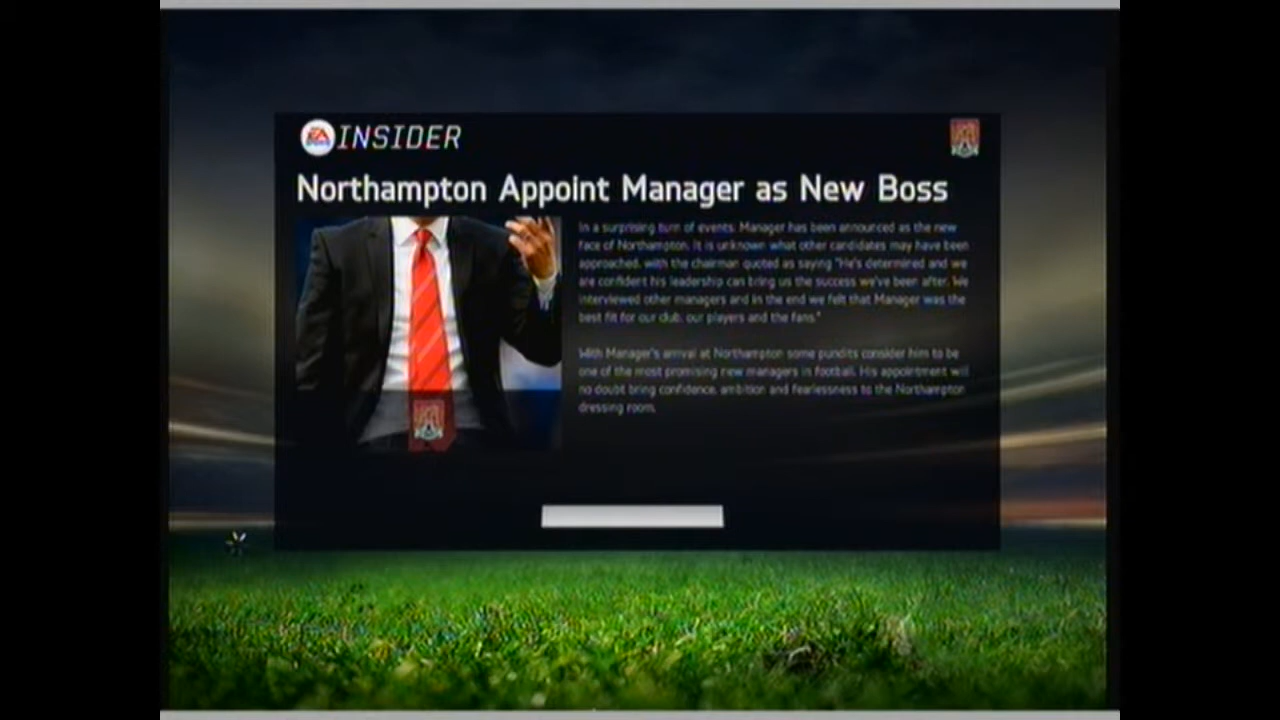 EA
INSIDER
Northampton Appoint Manager as New Boss
In a surprising turn of events, Manager has been announced as the new
face of Northampton. It is unknown what other candidates may have been
approached, with the chairman quoted as saying "He's determined and we
are confident his leadership can bring us the success we've been after. We
interviewed other managers and in the end we felt that Manager was the
best fit for our club, our players and the fans."
With Manager's arrival at Northampton some pundits consider him to be
one of the most promising new managers in football. His appointment will
no doubt bring confidence, ambition and fearlessness to the Northampton
dressing room.